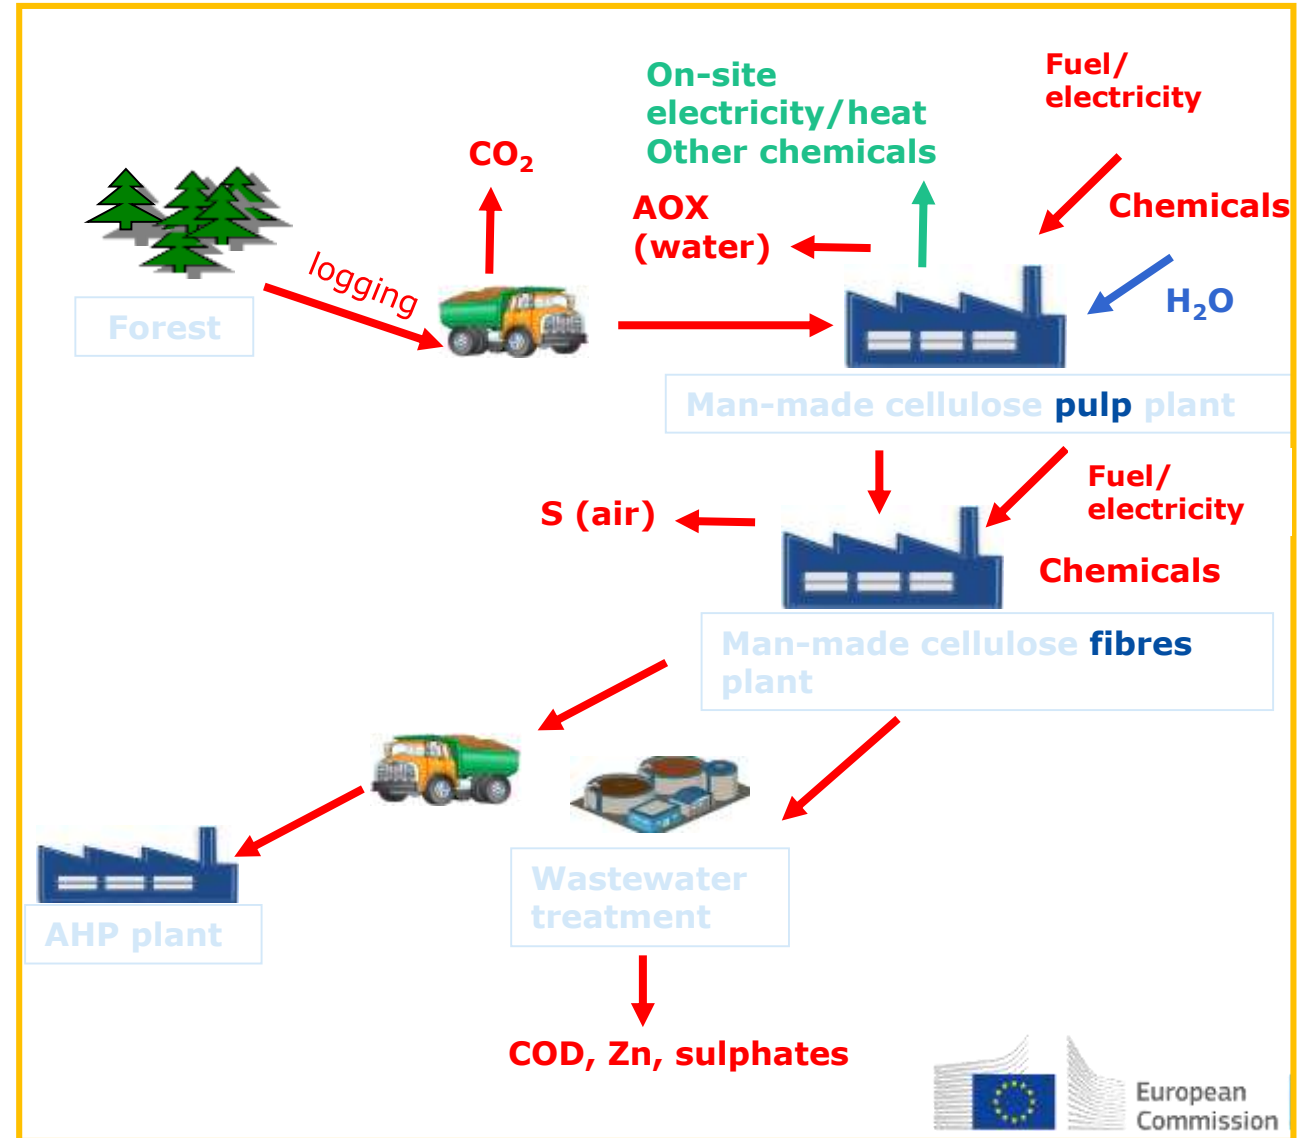 On-site
electricity/heat
Other chemicals
Fuel/
electricity
CO₂
AOX
(water)
Chemicals
logging
H₂O
Forest
Man-made cellulose pulp plant
Fuel/
electricity
S (air)
Chemicals
Man-made cellulose fibres
plant
Wastewater
treatment
AHP plant
COD, Zn, sulphates
European
Commission